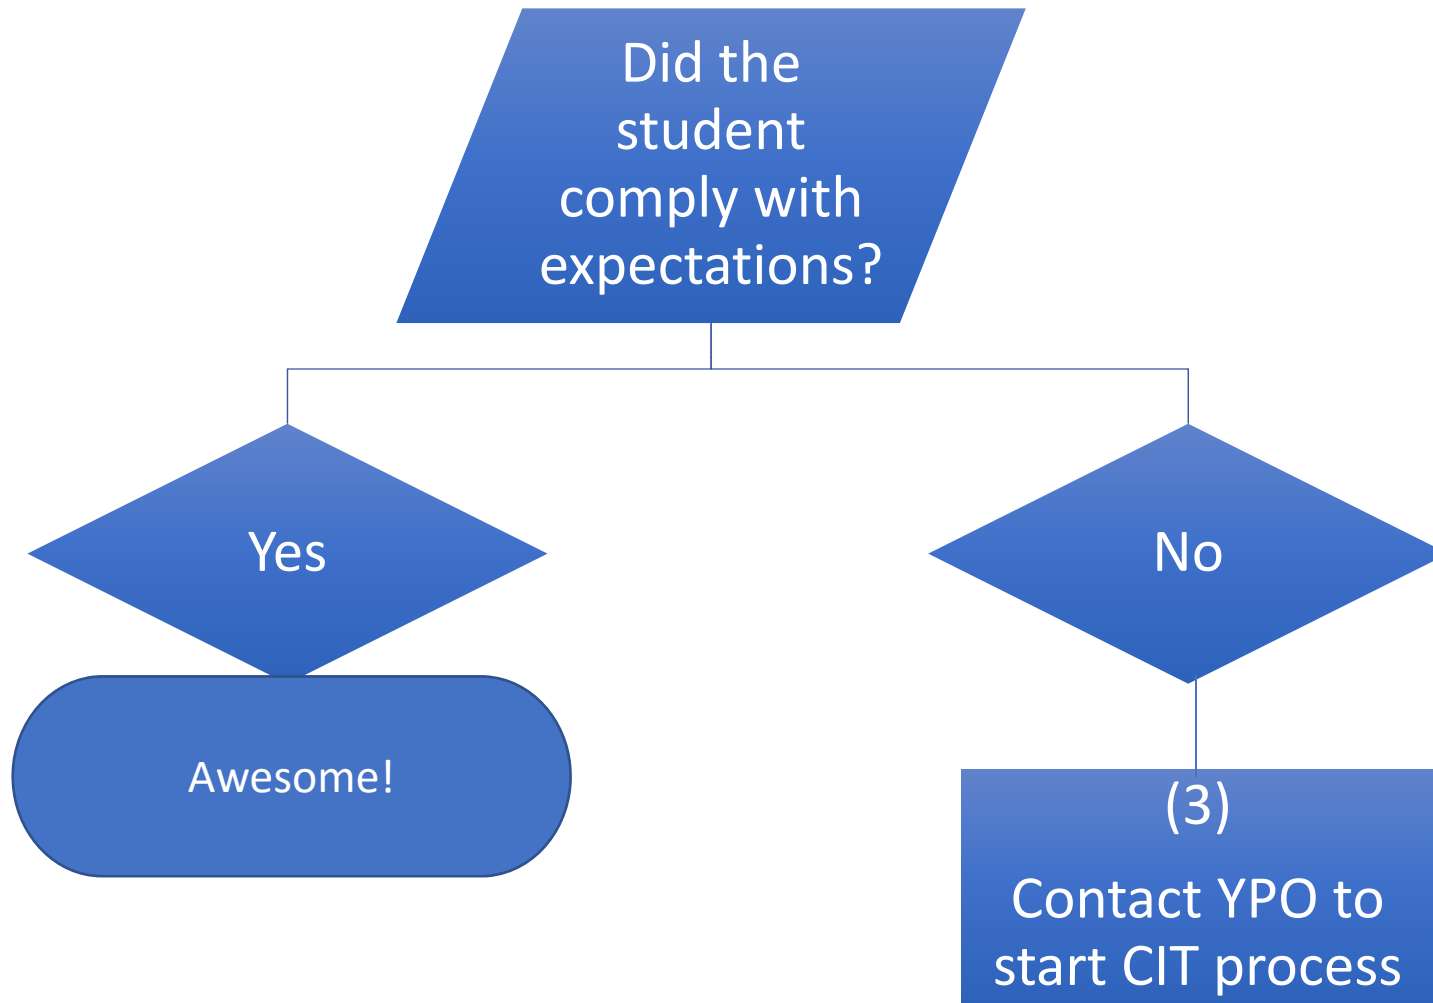 Did the
student
comply with
expectations?
Yes
No
Awesome!
(3)
Contact YPO to
start CIT process